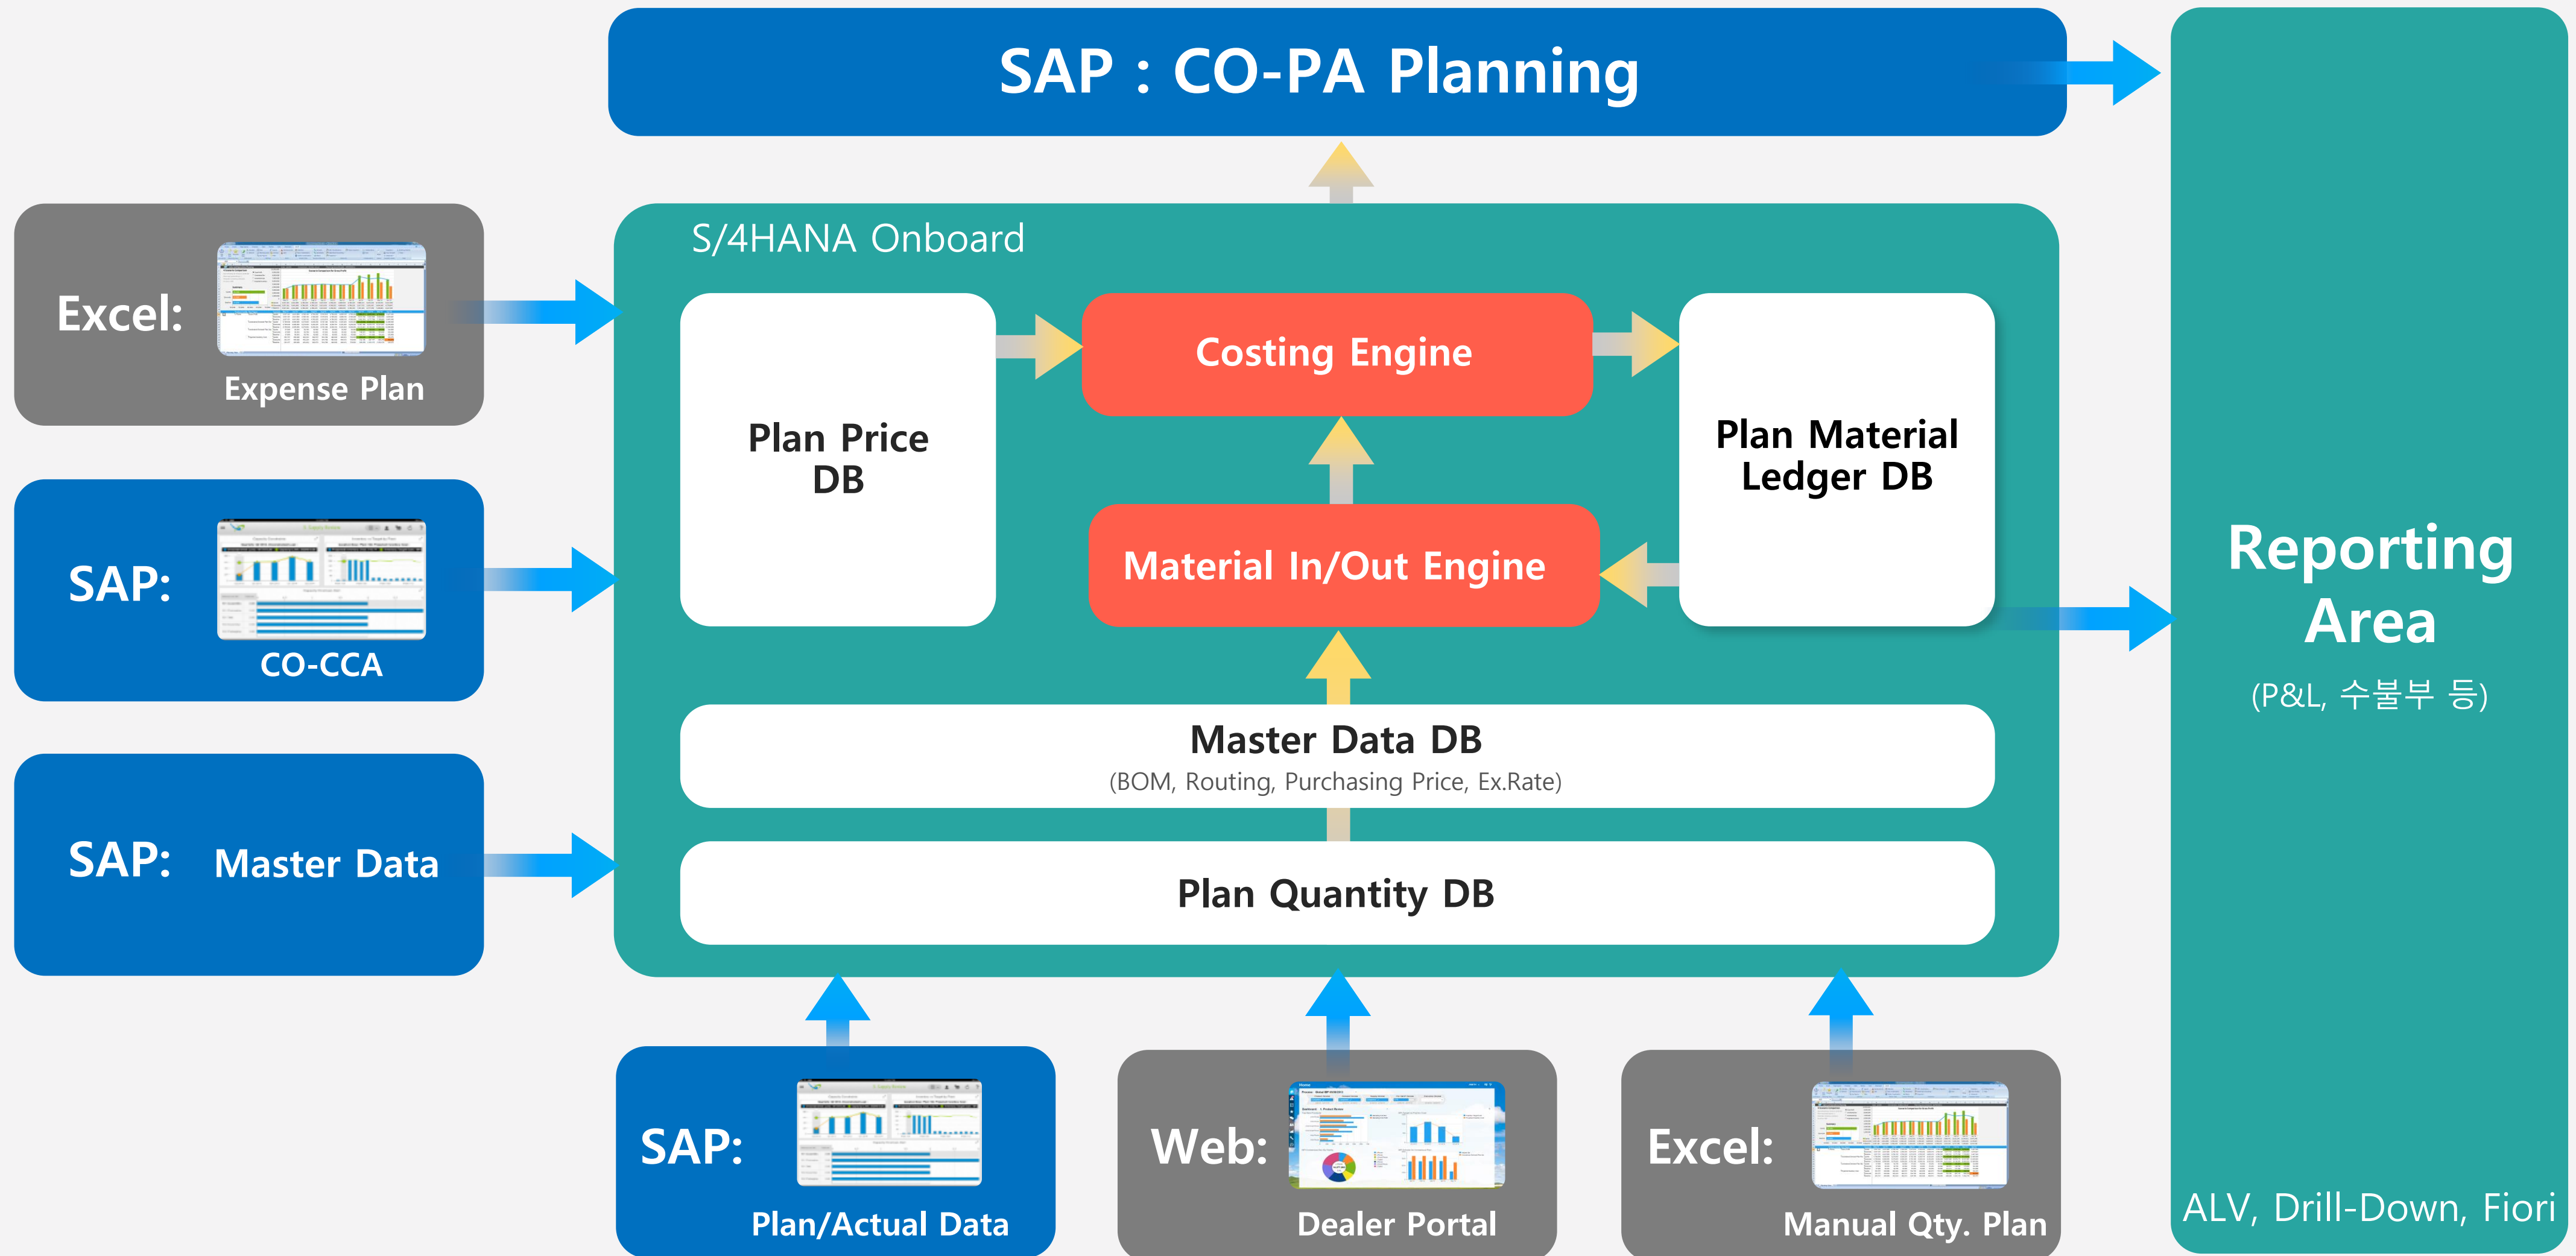 SAP : CO-PA Planning
S/4HANA Onboard
Excel:
Expense Plan
SAP:
CO-CCA
SAP: Master Data
Plan Price
DB
Costing Engine
Material In/Out Engine
Plan Material
Ledger DB
Master Data DB
(BOM, Routing, Purchasing Price, Ex.Rate)
Plan Quantity DB
SAP:
Plan/Actual Data
Web:
Dealer Portal
Excel:
Manual Qty. Plan
Reporting
Area
(P&L, 수불부 등)
ALV, Drill-Down, Fiori